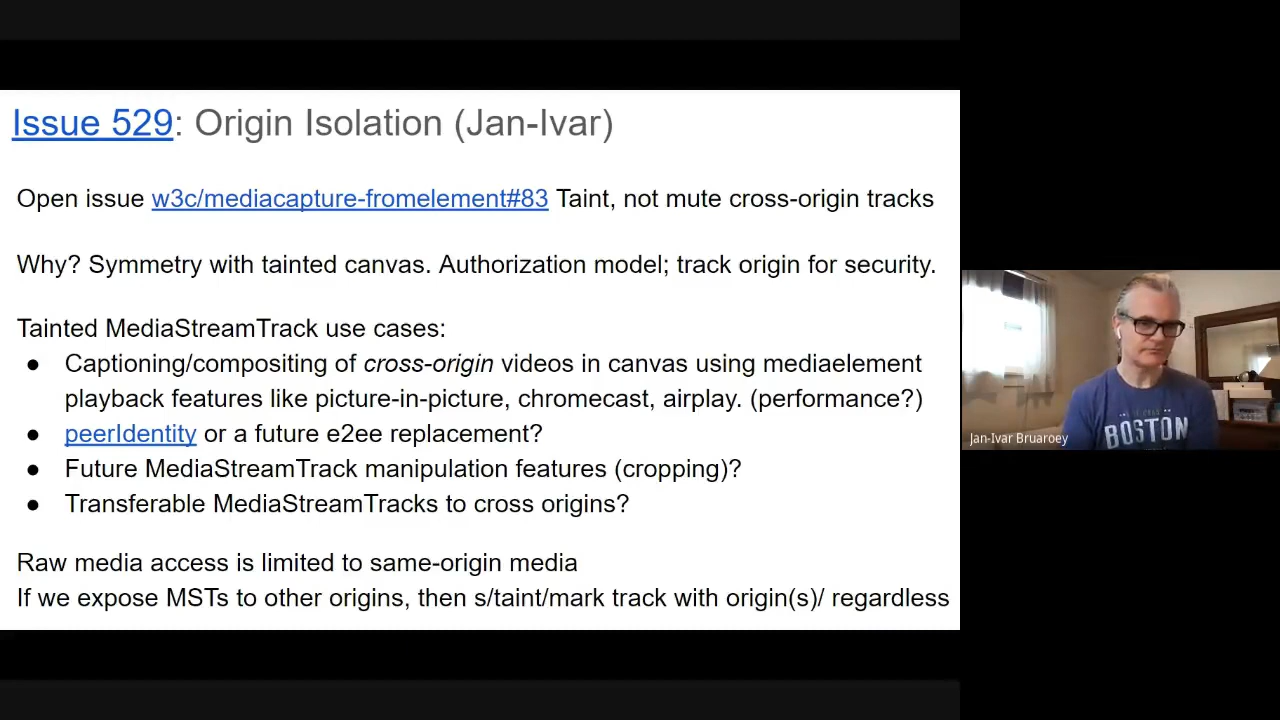 Issue 529: Origin Isolation (Jan-Ivar)
Open issue w3c/mediacapture-fromelement#83 Taint, not mute cross-origin tracks
Why? Symmetry with tainted canvas. Authorization model; track origin for security.
Tainted MediaStreamTrack use cases:
● Captioning/compositing of cross-origin videos in canvas using mediaelement
playback features like picture-in-picture, chromecast, airplay. (performance?)
● peerIdentity or a future e2ee replacement?
● Future MediaStreamTrack manipulation features (cropping)?
● Transferable MediaStreamTracks to cross origins?
Raw media access is limited to same-origin media
If we expose MSTs to other origins, then s/taint/mark track with origin(s)/ regardless
BOSTON
Jan-Ivar Bruaroey